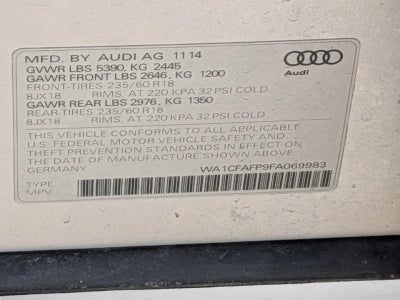 MFD. BY AUDI AG 11 14
GVWR LBS 5390, KG 2445
GAWR FRONT LBS 2646, KG 1200
FRONT-TIRES 235/60 R18
8JX18 RIMS, AT 220 KPA 32 PSI COLD
GAWR REAR LBS 2976, KG 1350
REAR-TIRES 235/60 R18
8JX18 RIMS, AT 220 KPA 32 PSI COLD
THIS VEHICLE CONFORMS TO ALL APPLICABLE
U.S. FEDERAL MOTOR VEHICLE SAFETY AND
THEFT PREVENTION STANDARDS IN EFFECT ON
THE DATE OF MANUFACTURE SHOWN ABOVE.
GERMANY WA1CFAFP9FA069983
TYPE
MPV
Audi